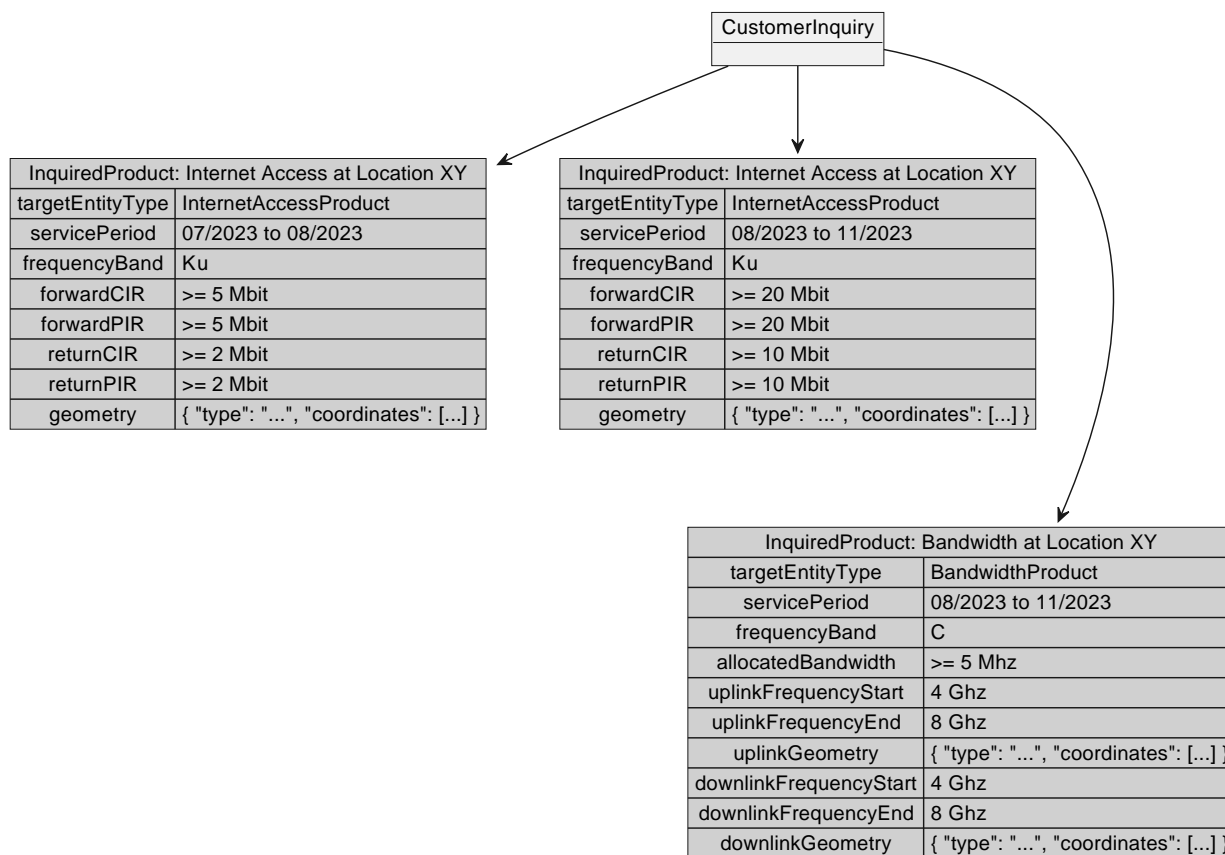 CustomerInquiry
InquiredProduct: Internet Access at Location XY
targetEntityType InternetAccessProduct
servicePeriod 07/2023 to 08/2023
frequencyBand Ku
forwardCIR >= 5 Mbit
forwardPIR >= 5 Mbit
returnCIR >= 2 Mbit
returnPIR >= 2 Mbit
geometry { "type": "...", "coordinates": [...] }
InquiredProduct: Internet Access at Location XY
targetEntityType InternetAccessProduct
servicePeriod 08/2023 to 11/2023
frequencyBand Ku
forwardCIR >= 20 Mbit
forwardPIR >= 20 Mbit
returnCIR >= 10 Mbit
returnPIR >= 10 Mbit
geometry { "type": "...", "coordinates": [...] }
InquiredProduct: Bandwidth at Location XY
targetEntityType BandwidthProduct
servicePeriod 08/2023 to 11/2023
frequencyBand C
allocatedBandwidth >= 5 Mhz
uplinkFrequencyStart 4 Ghz
uplinkFrequencyEnd 8 Ghz
uplinkGeometry { "type": "...", "coordinates": [...] }
downlinkFrequencyStart 4 Ghz
downlinkFrequencyEnd 8 Ghz
downlinkGeometry { "type": "...", "coordinates": [...] }